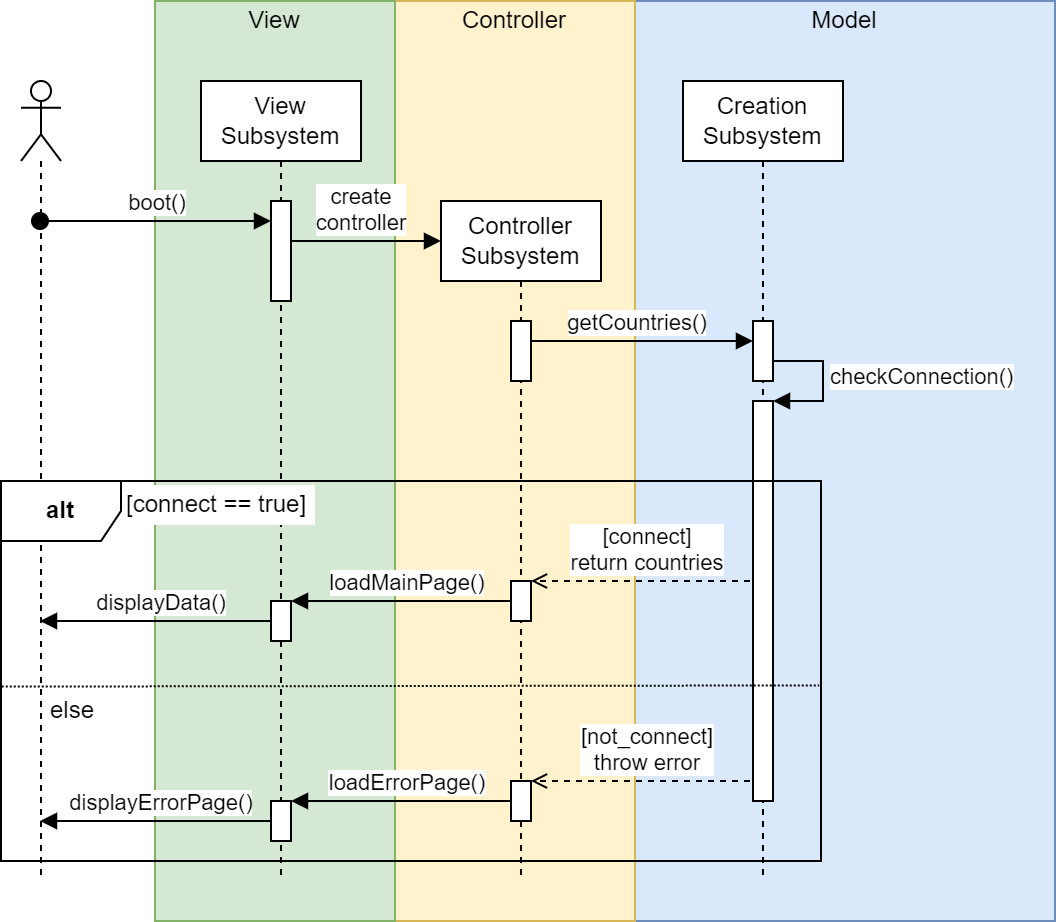 View
Controller
Model
View
Subsystem
Creation
Subsystem
boot()
create
controller
Controller
Subsystem
getCountries()
checkConnection()
alt
[connect == true]
[connect]
return countries
loadMainPage()
displayData()
else
[not_connect]
throw error
loadErrorPage()
displayErrorPage()